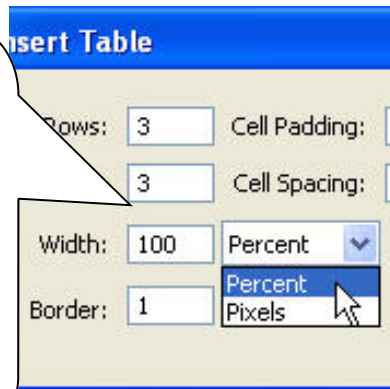 nsert Table
Rows: 3 Cell Padding:
3 Cell Spacing:
Width: 100 Percent
Percent
Border: 1 Pixels